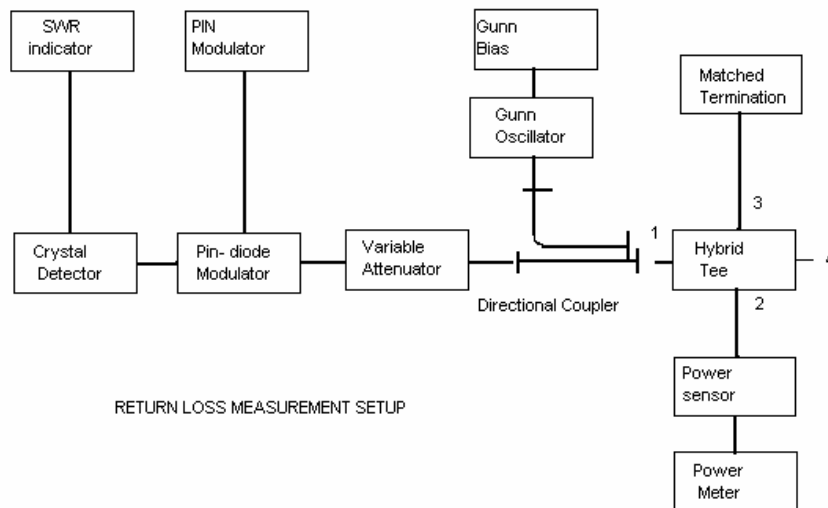 SWR
indicator
PIN
Modulator
Gunn
Bias
Gunn
Oscillator
Matched
Termination
3
Crystal
Detector
Pin- diode
Modulator
Variable
Attenuator
1
Hybrid
Tee
4
Directional Coupler
2
RETURN LOSS MEASUREMENT SETUP
Power
sensor
Power
Meter